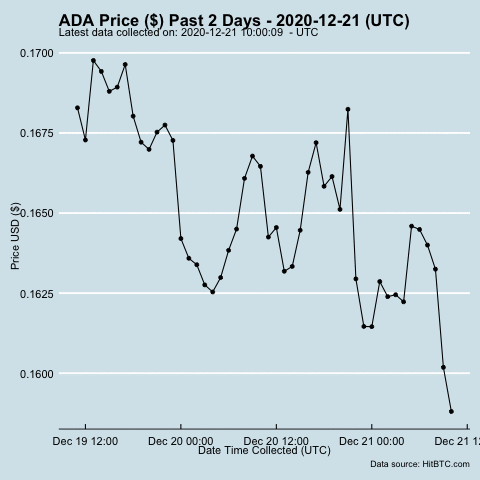 ADA Price ($) Past 2 Days - 2020-12-21 (UTC)
Latest data collected on: 2020-12-21 10:00:09 - UTC
0.1700
0.1675
0.1650
0.1625
0.1600
Price USD ($)
Dec 19 12:00 Dec 20 00:00 Dec 20 12:00 Dec 21 00:00 Dec 21 1
Date Time Collected (UTC)
Data source: HitBTC.com